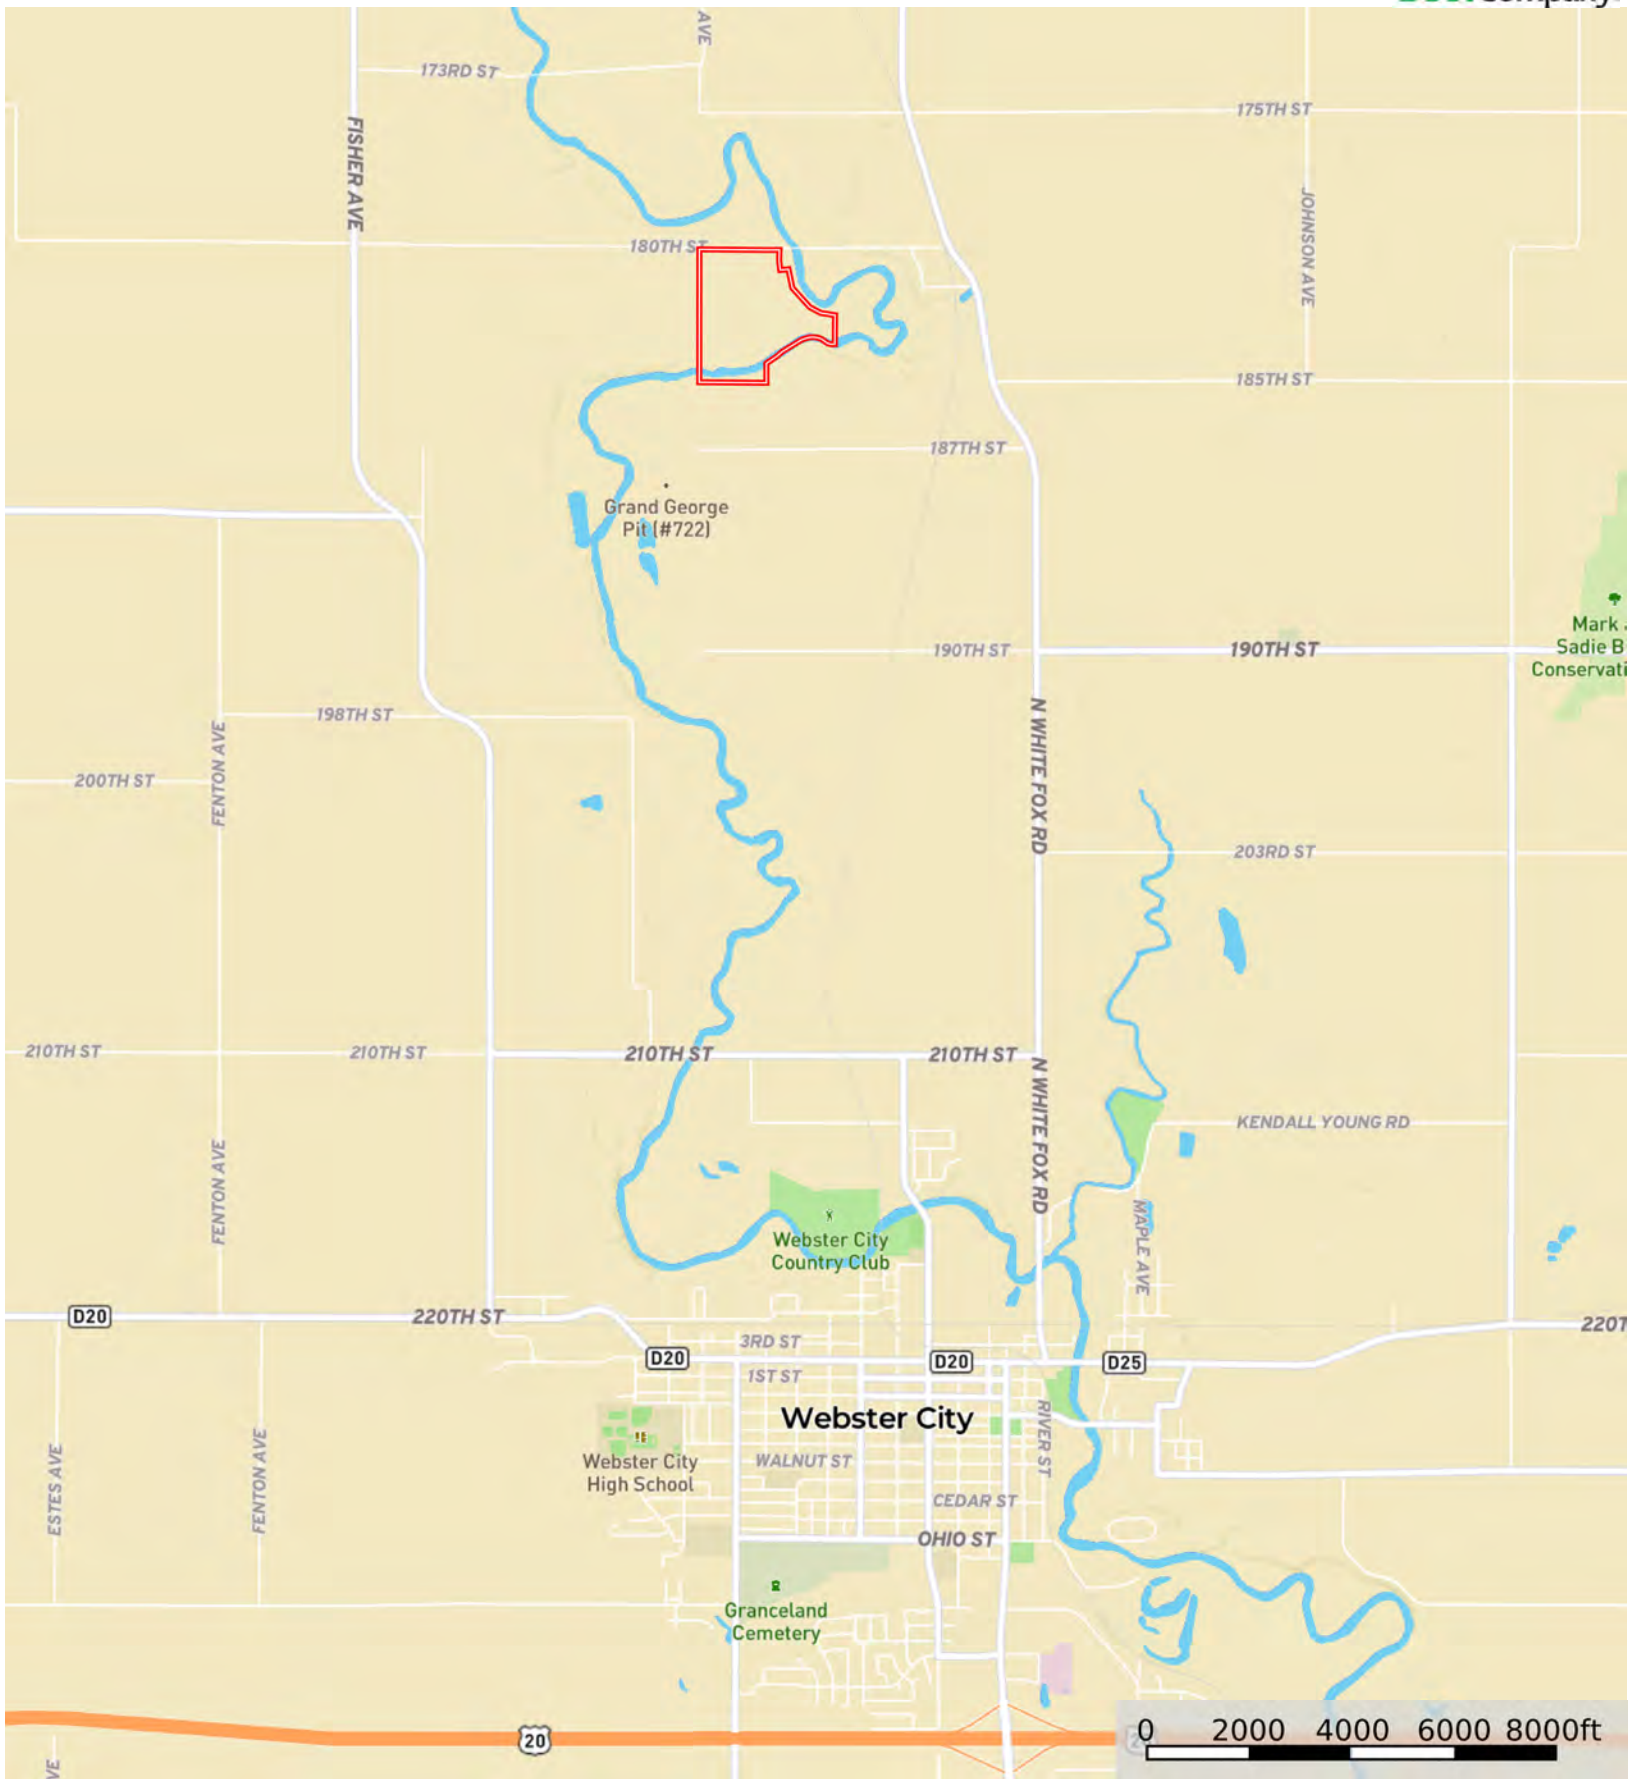 AVE
173RD ST
175TH ST
FISHER AVE
JOHNSON AVE
180TH ST
185TH ST
187TH ST
Grand George
Pit (#722)
Mark
Sadie B
Conservati
190TH ST
190TH ST
N WHITE FOX RD
198TH ST
FENTON AVE
200TH ST
203RD ST
210TH ST
210TH ST
210TH ST
210TH ST
N WHITE FOX RD
KENDALL YOUNG RD
FENTON AVE
MAPLE AVE
Webster City
Country Club
D20
220TH ST
220T
3RD ST
D20
D20
D25
1ST ST
Webster City
RIVER ST
Webster City
High School
WALNUT ST
ESTES AVE
FENTON AVE
CEDAR ST
OHIO ST
Granceland
Cemetery
20
0 2000 4000 6000 8000ft
VE